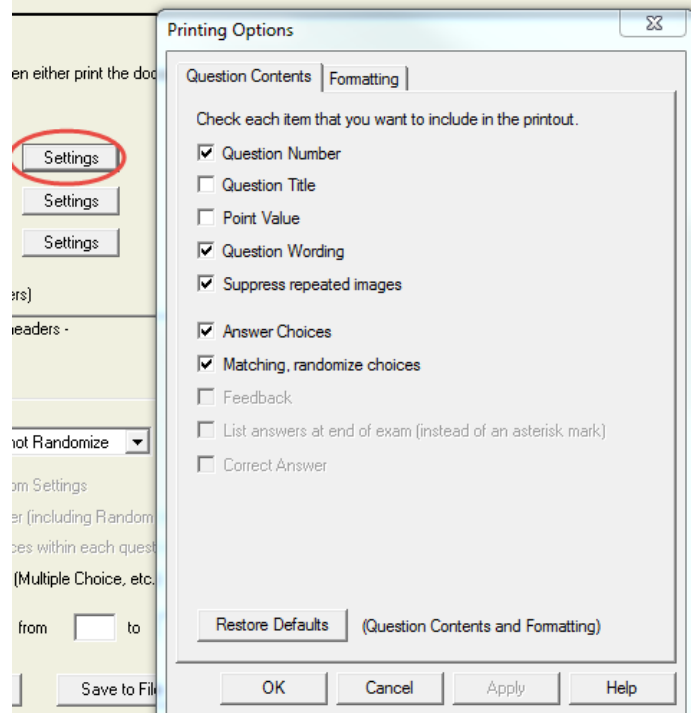 Printing Options
Question Contents
Formatting
Check each item that you want to include in the printout.
Question Number
Question Title
Point Value
Question Wording
Suppress repeated images
Answer Choices
Matching, randomize choices
Feedback
List answers at end of exam (instead of an asterisk mark)
Correct Answer
Restore Defaults
(Question Contents and Formatting)
OK
Cancel
Apply
Help
en either print the doc
Settings
Settings
Settings
ers)
eaders -
not Randomize
om Settings
er (including Random
ces within each quest
(Multiple Choice, etc.
from
to
Save to File